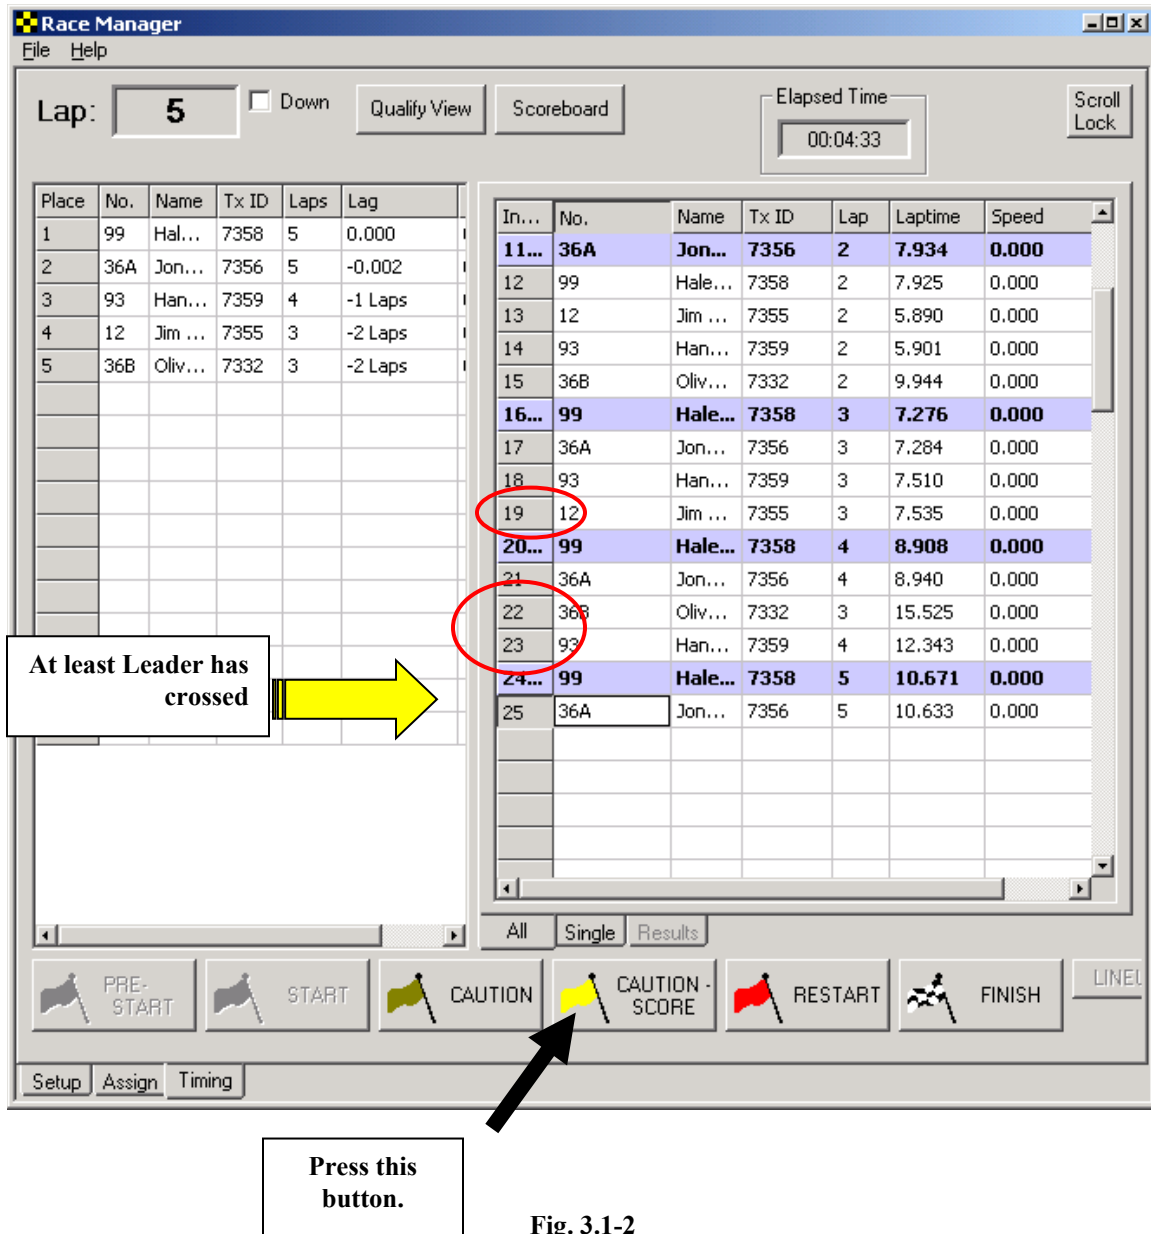 Race Manager
File Help
Lap: 5 Down Qualify View Scoreboard Elapsed Time 00:04:33 Scroll Lock
Place No. Name Tx ID Laps Lag
1 99 Hal... 7358 5 0.000
2 36A Jon... 7356 5 -0.002
3 93 Han... 7359 4 -1 Laps
4 12 Jim ... 7355 3 -2 Laps
5 36B Oliv... 7332 3 -2 Laps
In... No. Name Tx ID Lap Laptime Speed
11... 36A Jon... 7356 2 7.934 0.000
12 99 Hale... 7358 2 7.925 0.000
13 12 Jim ... 7355 2 5.890 0.000
14 93 Han... 7359 2 5.901 0.000
15 36B Oliv... 7332 2 9.944 0.000
16... 99 Hale... 7358 3 7.276 0.000
17 36A Jon... 7356 3 7.284 0.000
18 93 Han... 7359 3 7.510 0.000
19 12 Jim ... 7355 3 7.535 0.000
20... 99 Hale... 7358 4 8.908 0.000
21 36A Jon... 7356 4 8.940 0.000
22 36B Oliv... 7332 3 15.525 0.000
23 93 Han... 7359 4 12.343 0.000
24... 99 Hale... 7358 5 10.671 0.000
25 36A Jon... 7356 5 10.633 0.000
At least Leader has
crossed
All Single Results
PRE-
START
START
CAUTION
CAUTION -
SCORE
RESTART
FINISH
Setup Assign Timing
Press this
button.
Fig. 3.1-2